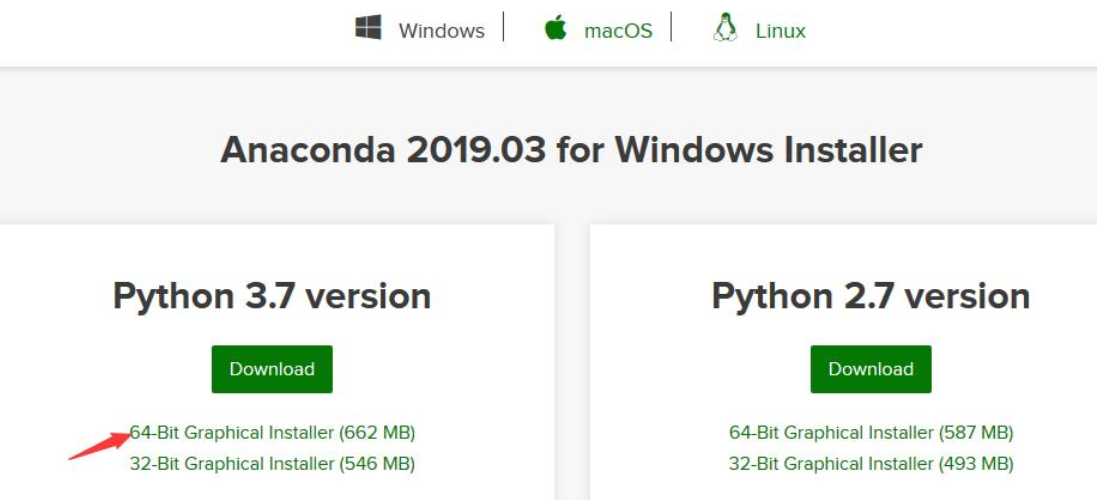 Windows macOS Linux
Anaconda 2019.03 for Windows Installer
Python 3.7 version
Download
64-Bit Graphical Installer (662 MB)
32-Bit Graphical Installer (546 MB)
Python 2.7 version
Download
64-Bit Graphical Installer (587 MB)
32-Bit Graphical Installer (493 MB)